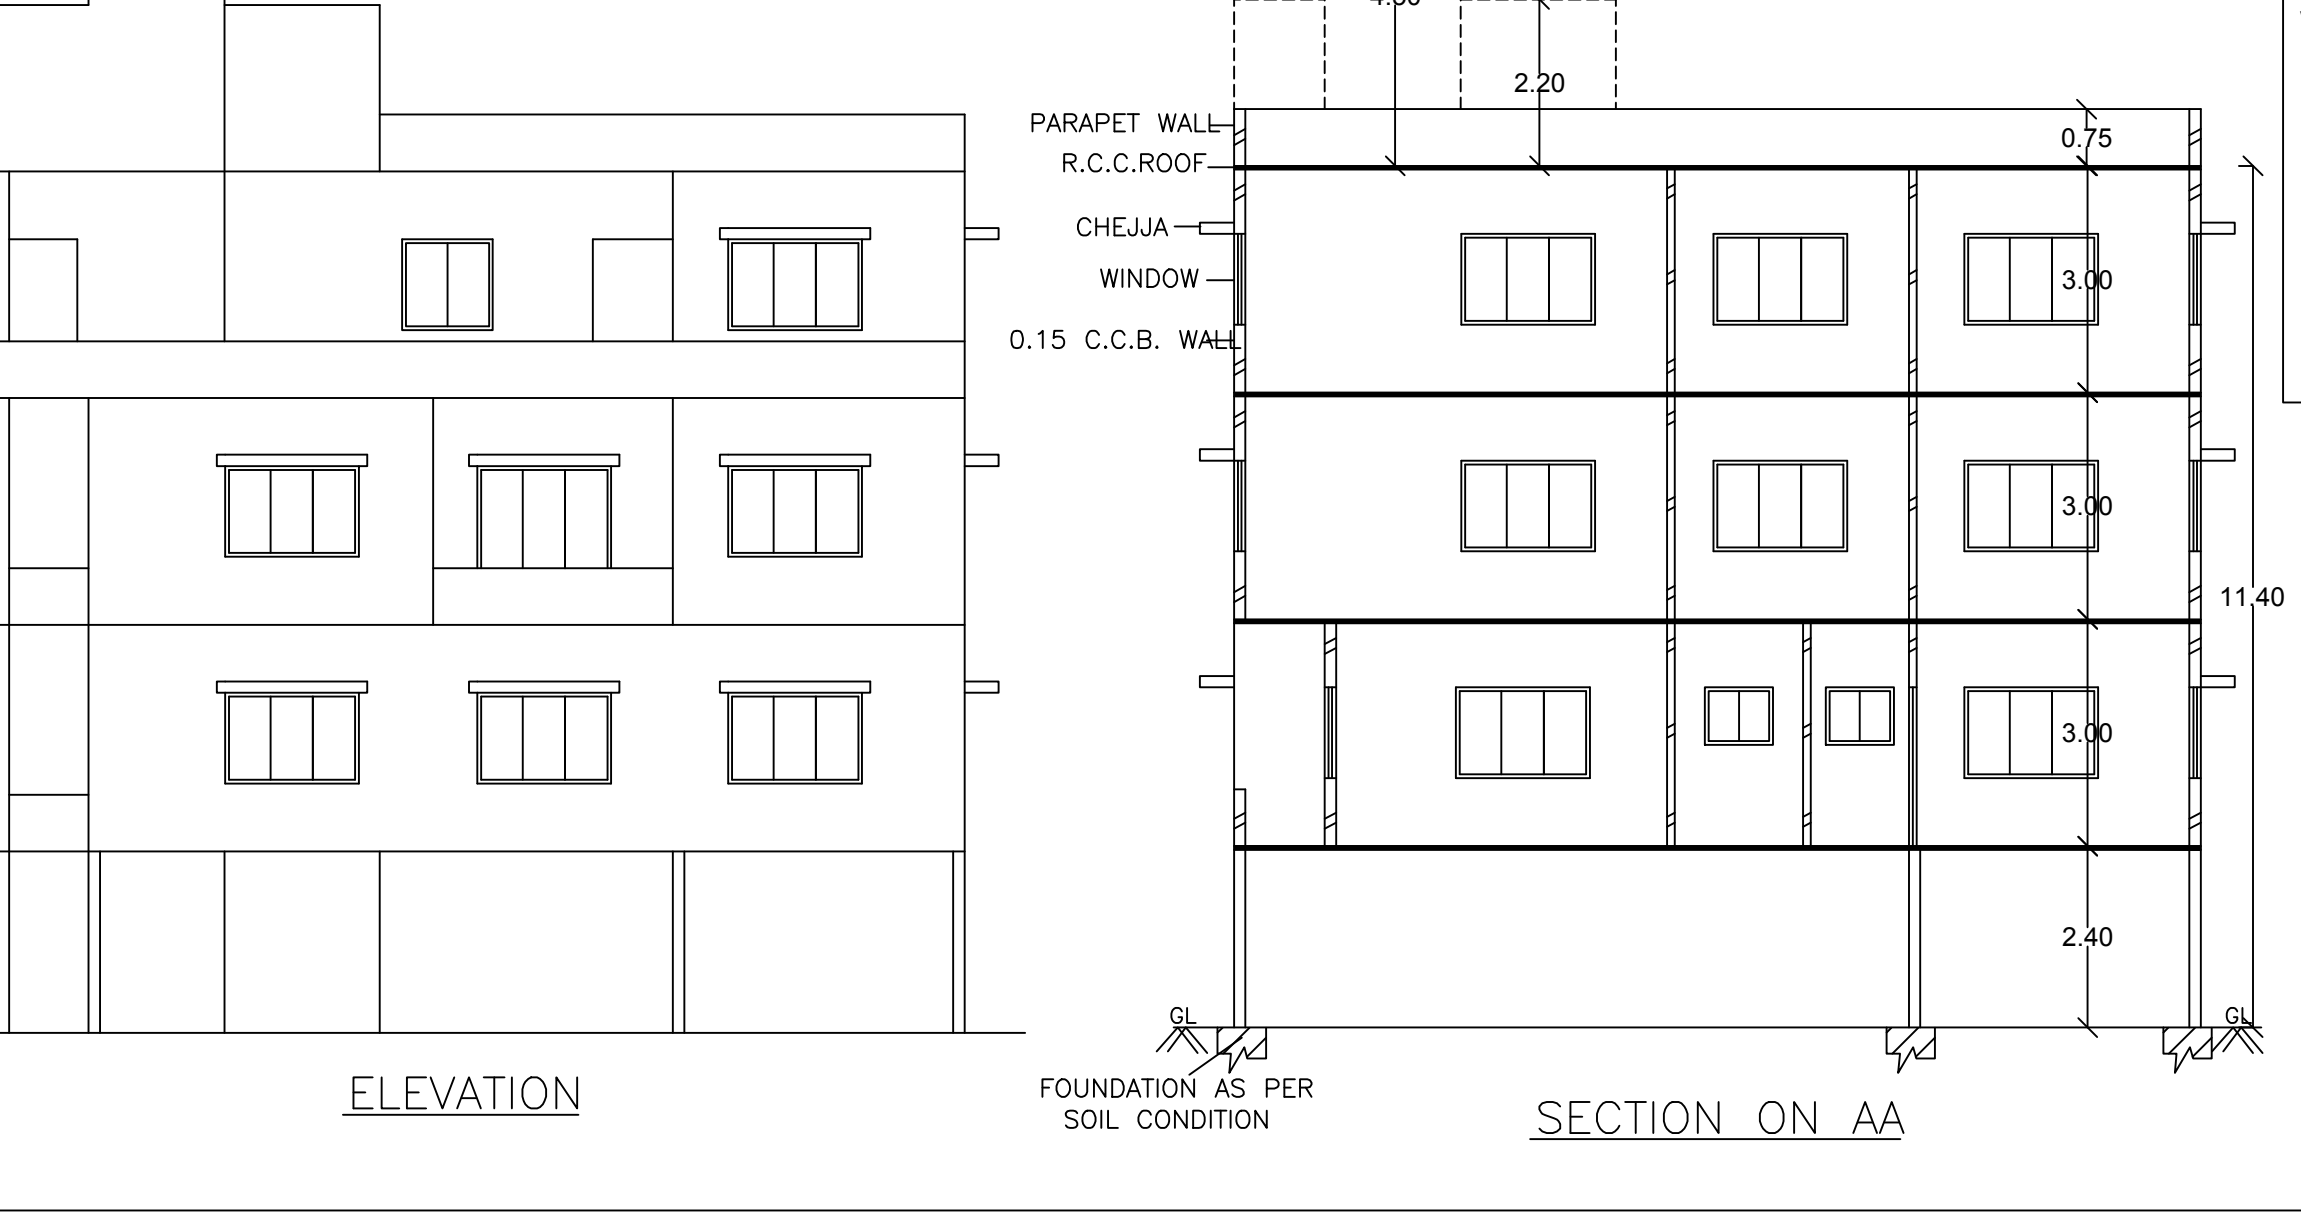 2.20
PARAPET WALL
0.75
R.C.C.ROOF
CHEJJA
WINDOW
3.00
0.15 C.C.B. WALL
3.00
11.40
3.00
2.40
GL
GL
FOUNDATION AS PER
SOIL CONDITION
ELEVATION
SECTION ON AA